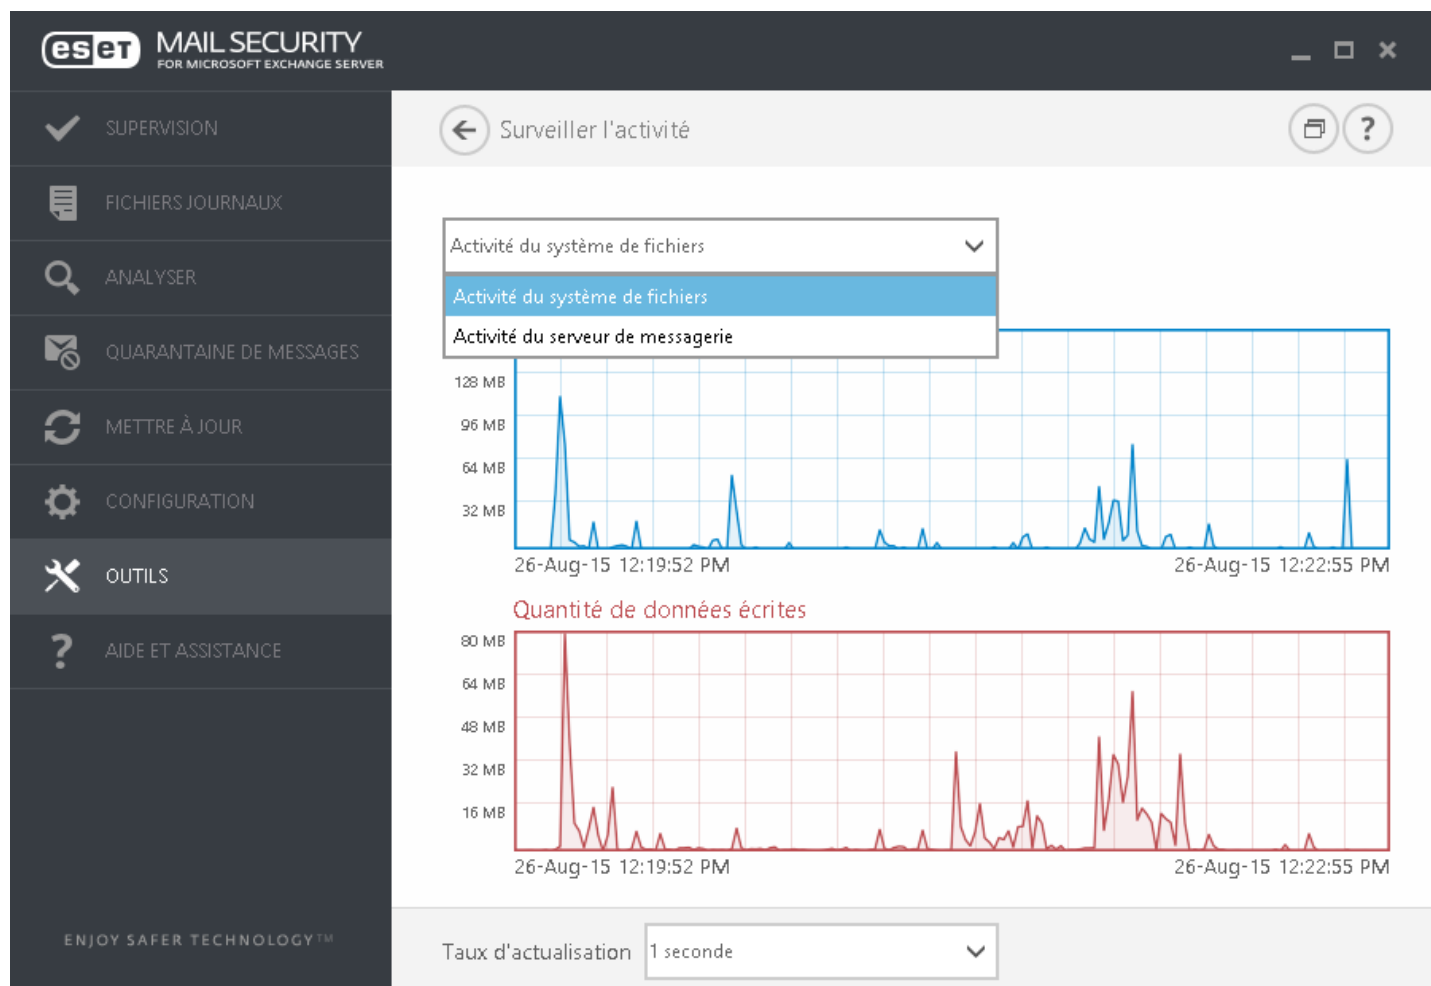 eset MAIL SECURITY
FOR MICROSOFT EXCHANGE SERVER
SUPERVISION
FICHIERS JOURNAUX
ANALYSER
QUARANTAINE DE MESSAGES
METTRE À JOUR
CONFIGURATION
OUTILS
AIDE ET ASSISTANCE
ENJOY SAFER TECHNOLOGY™
Surveiller l'activité
?
Activité du système de fichiers
Activité du système de fichiers
Activité du serveur de messagerie
128 MB
96 MB
64 MB
32 MB
26-Aug-15 12:19:52 PM 26-Aug-15 12:22:55 PM
Quantité de données écrites
80 MB
64 MB
48 MB
32 MB
16 MB
26-Aug-15 12:19:52 PM 26-Aug-15 12:22:55 PM
Taux d'actualisation 1 seconde